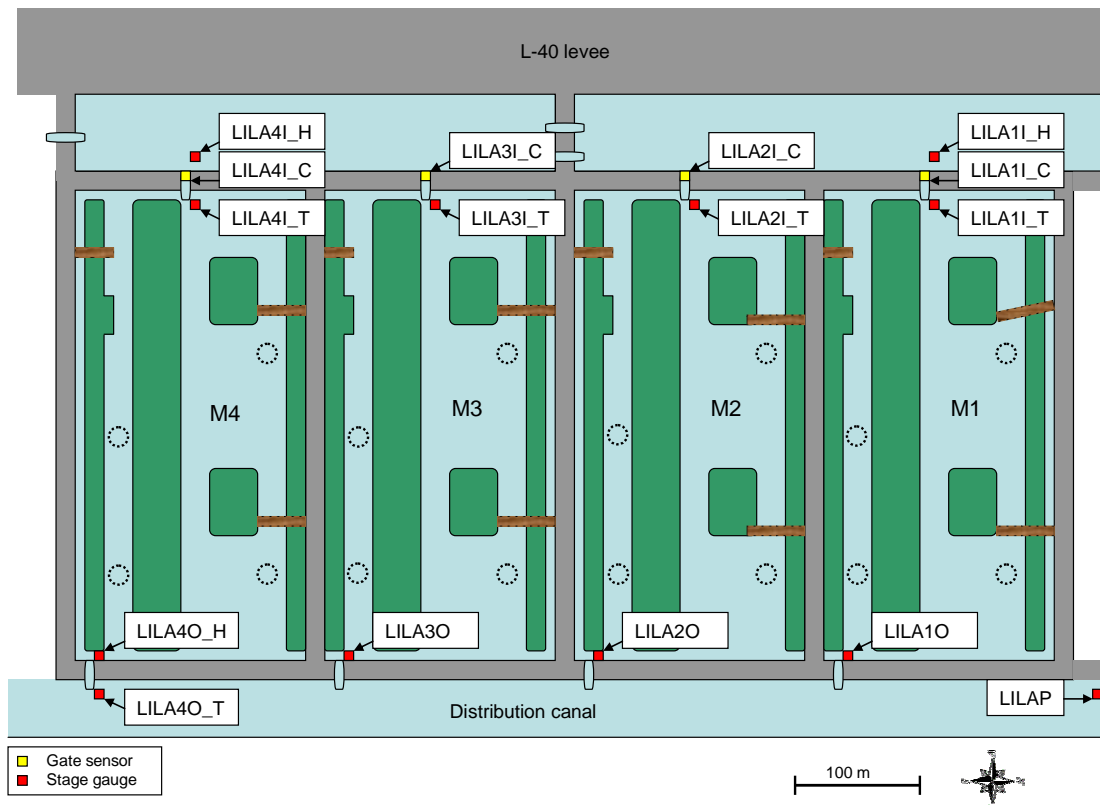 L-40 levee
LILA4I_H
LILA3I_C
LILA2I_C
LILA1I_H
LILA4I_C
LILA1I_C
LILA4I_T
LILA3I_T
LILA2I_T
LILA1I_T
M4
M3
M2
M1
LILA4O_H
LILA3O
LILA2O
LILA1O
LILA4O_T
Distribution canal
LILAP
Gate sensor
Stage gauge
100 m